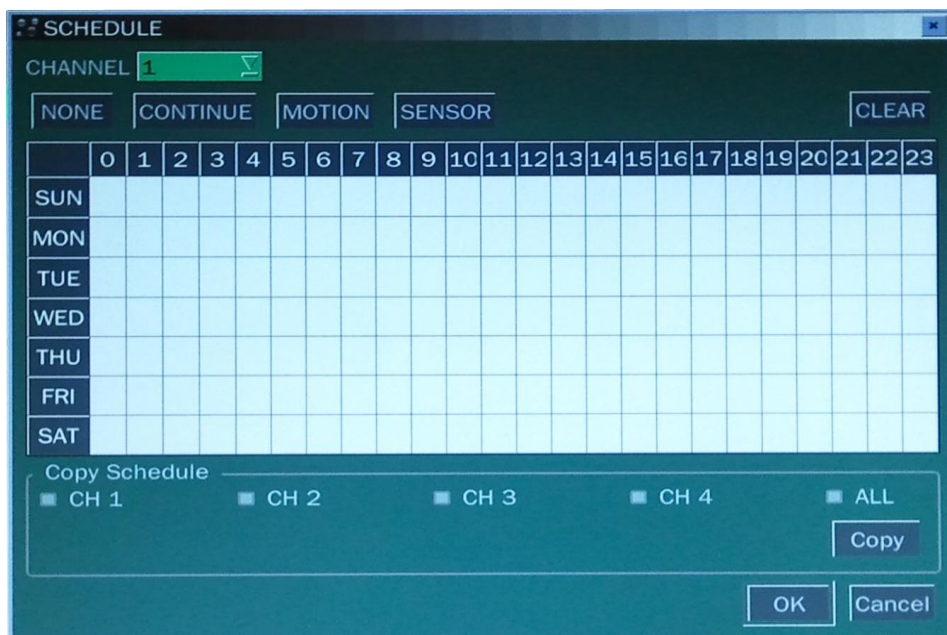 SCHEDULE
CHANNEL 1
NONE CONTINUE MOTION SENSOR CLEAR
0 1 2 3 4 5 6 7 8 9 10 11 12 13 14 15 16 17 18 19 20 21 22 23
SUN
MON
TUE
WED
THU
FRI
SAT
Copy Schedule
CH 1 CH 2 CH 3 CH 4 ALL
Copy
OK Cancel